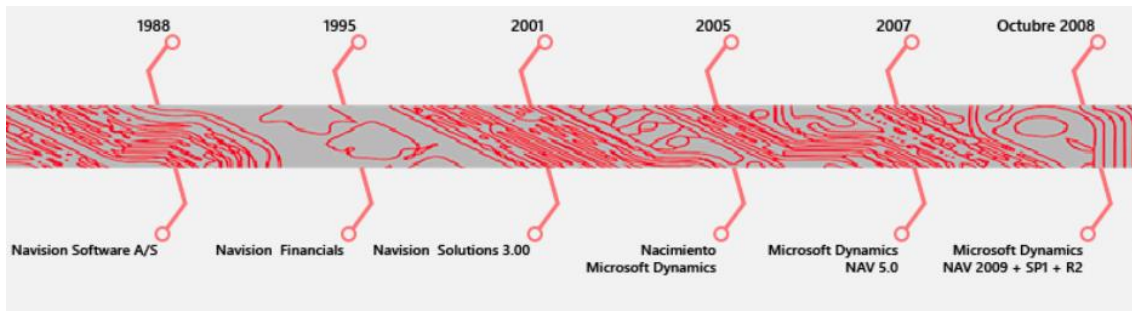 1988
1995
2001
2005
2007
Octubre 2008
Navision Software A/S
Navision Financials
Navision Solutions 3.00
Nacimiento
Microsoft Dynamics
Microsoft Dynamics
NAV 5.0
Microsoft Dynamics
NAV 2009 + SP1 + R2